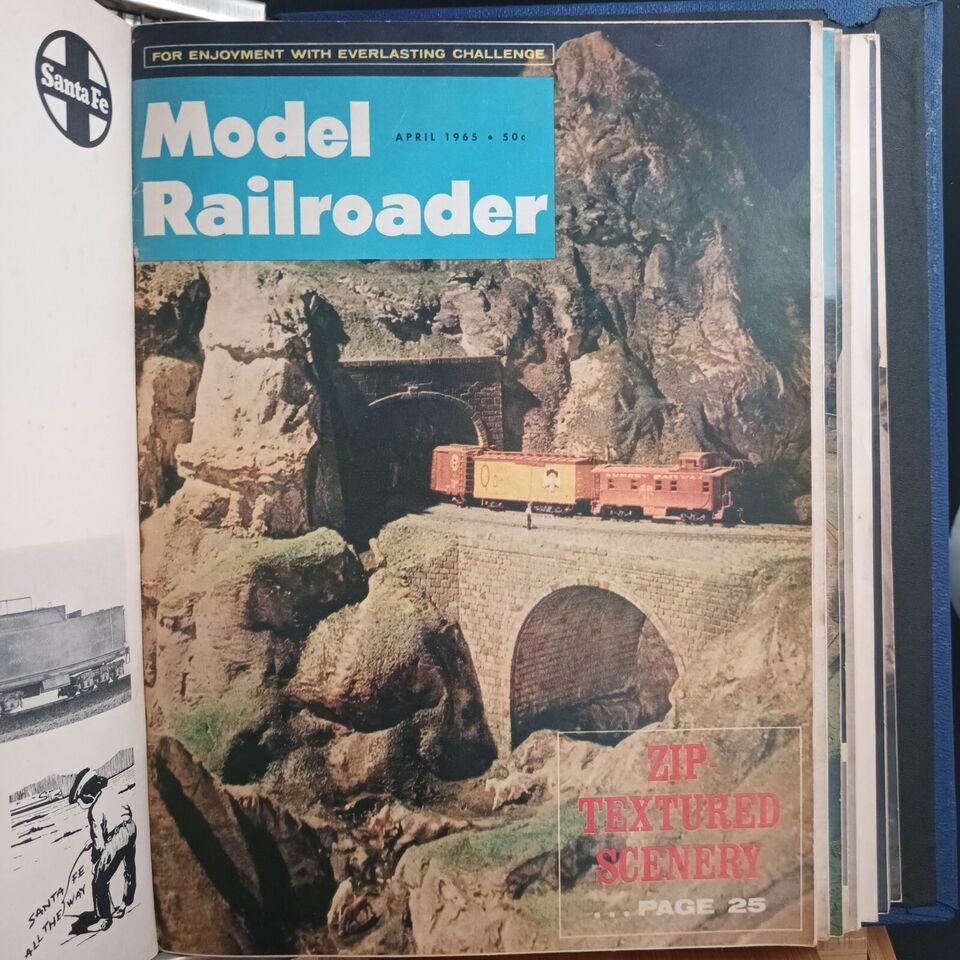 Santa Fe
SANTA FE
ALL THE WAY
FOR ENJOYMENT WITH EVERLASTING CHALLENGE
Model
APRIL 1965 • 50c
Railroader
ZIP-
TEXTURED
SCENERY
...PAGE 25